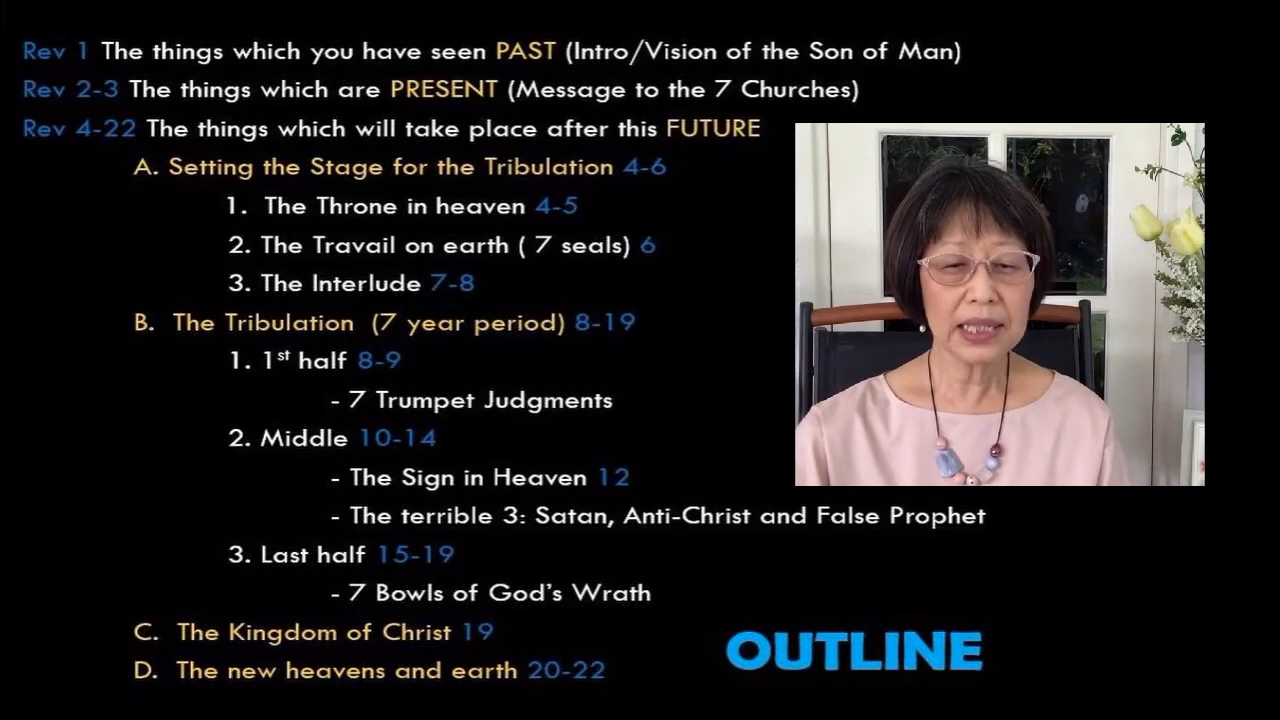 Rev 1 The things which you have seen PAST (Intro/Vision of the Son of Man)
Rev 2-3 The things which are PRESENT (Message to the 7 Churches)
Rev 4-22 The things which will take place after this FUTURE
A. Setting the Stage for the Tribulation 4-6
1. The Throne in heaven 4-5
2. The Travail on earth ( 7 seals) 6
3. The Interlude 7-8
B. The Tribulation (7 year period) 8-19
1. 1st half 8-9
- 7 Trumpet Judgments
2. Middle 10-14
- The Sign in Heaven 12
- The terrible 3: Satan, Anti-Christ and False Prophet
3. Last half 15-19
- 7 Bowls of God's Wrath
C. The Kingdom of Christ 19
D. The new heavens and earth 20-22
OUTLINE